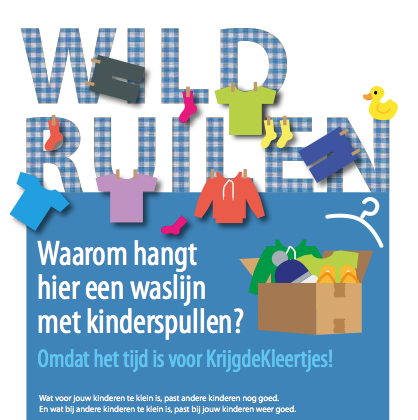 WILD
RUILEN
Waarom hangt
hier een waslijn
met kinderspullen?
Omdat het tijd is voor KrijgdeKleertjes!
Wat voor jouw kinderen te klein is, past andere kinderen nog goed.
En wat bij andere kinderen te klein is, past bij jouw kinderen weer goed.